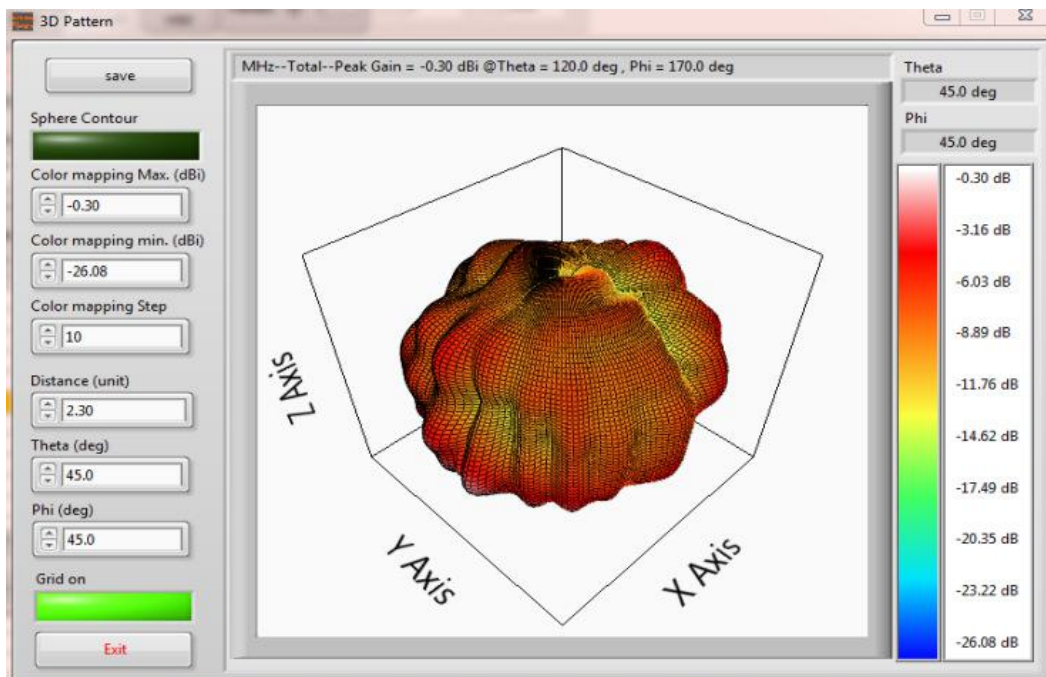 3D Pattern
save
Sphere Contour
Color mapping Max. (dBi)
-0.30
Color mapping min. (dBi)
-26.08
Color mapping Step
10
Distance (unit)
2.30
Theta (deg)
45.0
Phi (deg)
45.0
Grid on
Exit
MHz--Total--Peak Gain = -0.30 dBi @Theta = 120.0 deg , Phi = 170.0 deg
Z Axis
Y Axis
X Axis
Theta
45.0 deg
Phi
45.0 deg
-0.30 dB
-3.16 dB
-6.03 dB
-8.89 dB
-11.76 dB
-14.62 dB
-17.49 dB
-20.35 dB
-23.22 dB
-26.08 dB